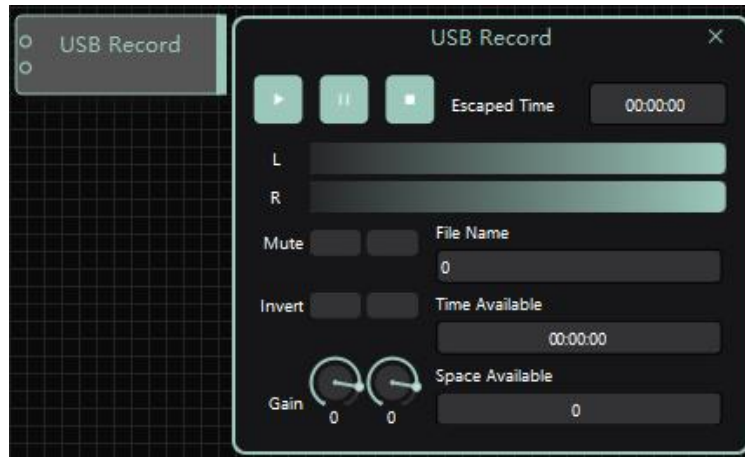 USB Record
USB Record
Escaped Time 00:00:00
L
R
Mute
File Name
0
Invert
Time Available
00:00:00
Space Available
Gain 0 0
0